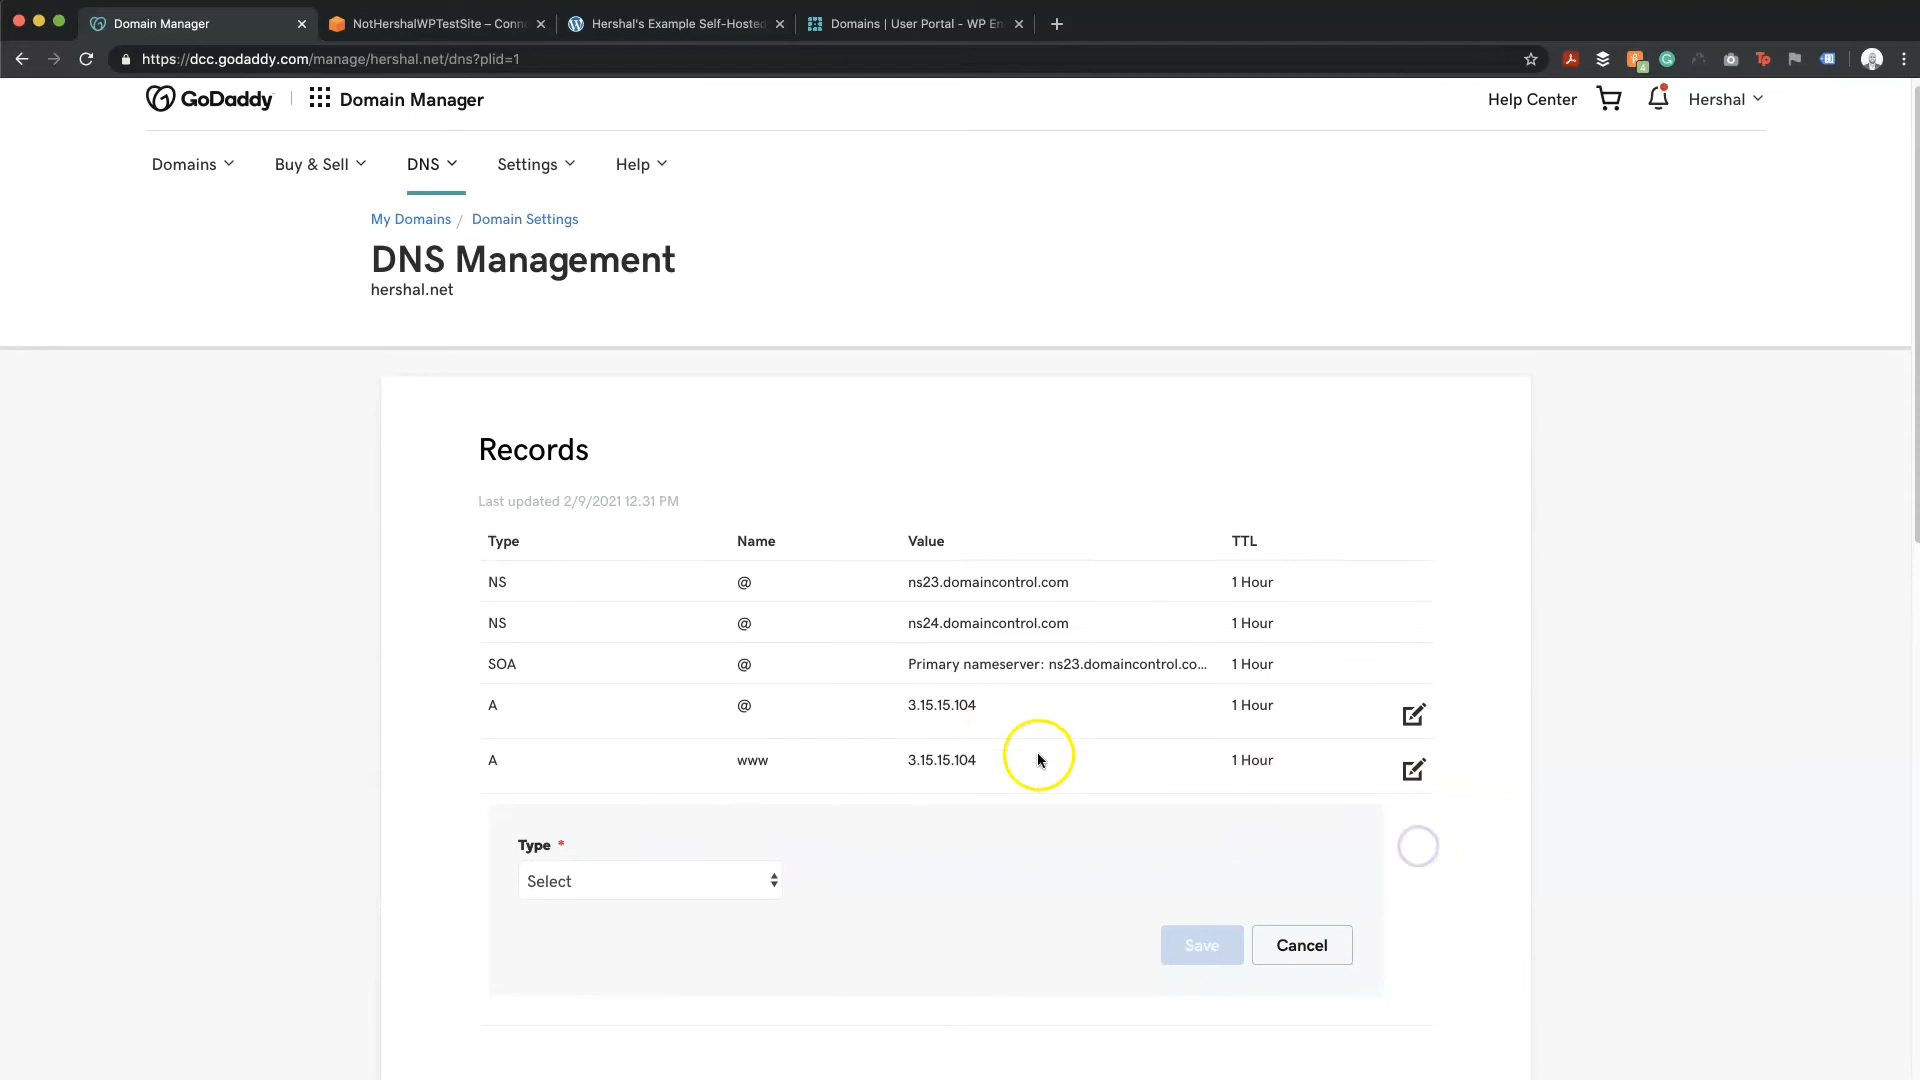 Domain Manager
NotHershalWPTestSite – Conn
Hershal's Example Self-Hosted
Domains | User Portal - WP En
https://dcc.godaddy.com/manage/hershal.net/dns?plid=1
4
GoDaddy
Domain Manager
Help Center
Hershal
Domains
Buy & Sell
DNS
Settings
Help
My Domains / Domain Settings
DNS Management
hershal.net
Records
Last updated 2/9/2021 12:31 PM
Type Name Value TTL
NS @ ns23.domaincontrol.com 1 Hour
NS @ ns24.domaincontrol.com 1 Hour
SOA @ Primary nameserver: ns23.domaincontrol.co... 1 Hour
A @ 3.15.15.104 1 Hour
A www 3.15.15.104 1 Hour
Type *
Select
Save Cancel